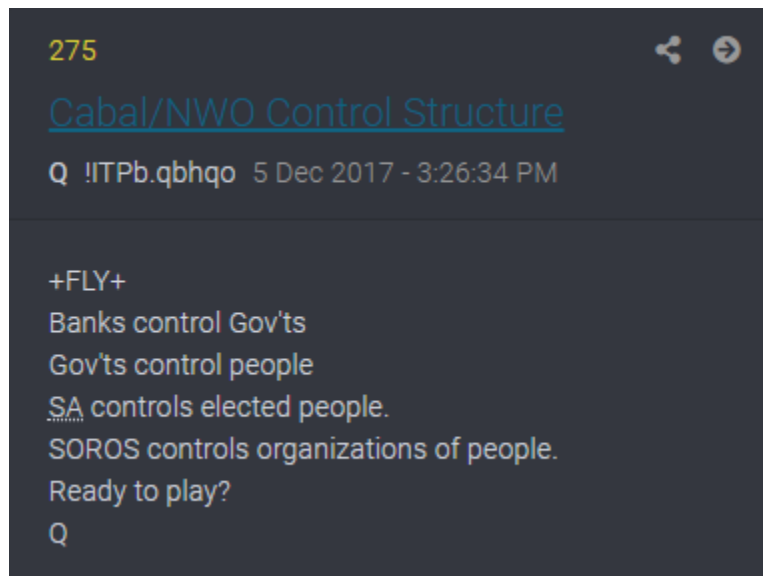 275
Cabal/NWO Control Structure
Q !ITPb.qbhqo 5 Dec 2017 - 3:26:34 PM
+FLY+
Banks control Gov'ts
Gov'ts control people
SA controls elected people.
SOROS controls organizations of people.
Ready to play?
Q